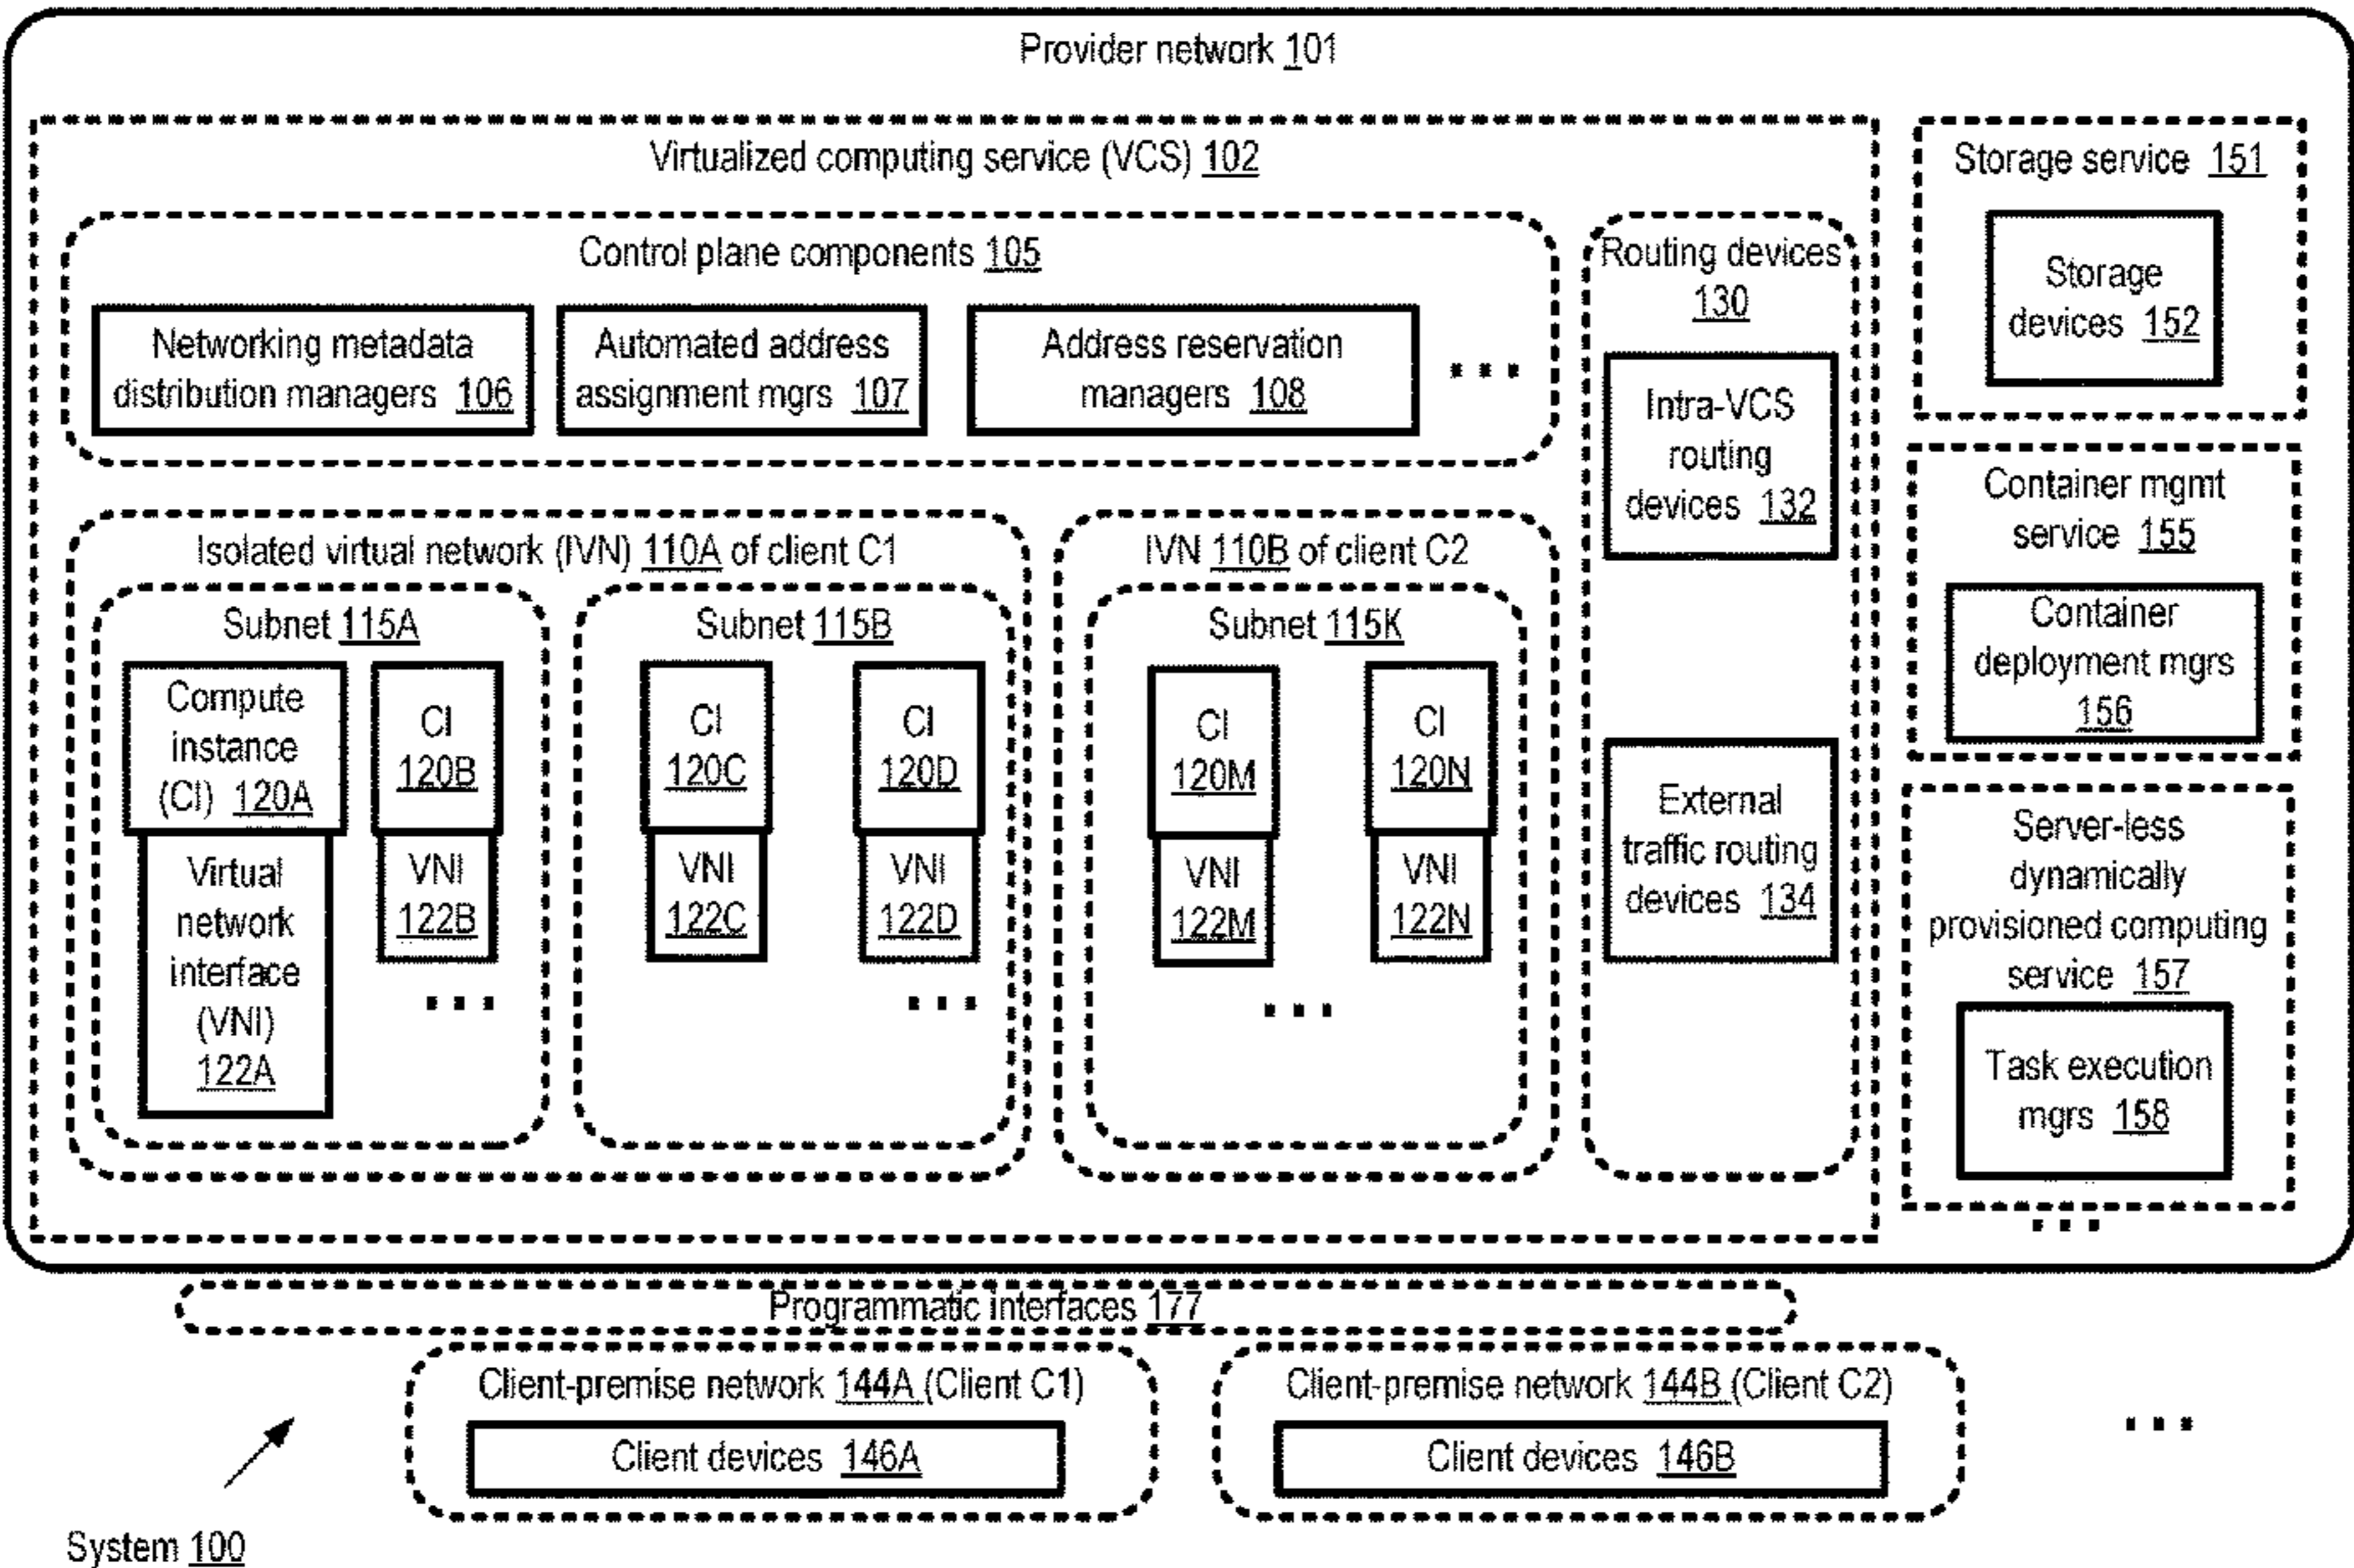 Provider network 101
Virtualized computing service (VCS) 102
Control plane components 105
Networking metadata
distribution managers 106
Automated address
assignment mgrs 107
Address reservation
managers 108
...
Routing devices
130
Intra-VCS
routing
devices 132
External
traffic routing
devices 134
Isolated virtual network (IVN) 110A of client C1
Subnet 115A
Compute
instance
(CI) 120A
Virtual
network
interface
(VNI)
122A
CI
120B
VNI
122B
...
Subnet 115B
CI
120C
VNI
122C
CI
120D
VNI
122D
...
IVN 110B of client C2
Subnet 115K
CI
120M
VNI
122M
CI
120N
VNI
122N
...
Storage service 151
Storage
devices 152
Container mgmt
service 155
Container
deployment mgrs
156
Server-less
dynamically
provisioned computing
service 157
Task execution
mgrs 158
...
Programmatic interfaces 177
Client-premise network 144A (Client C1)
Client devices 146A
Client-premise network 144B (Client C2)
Client devices 146B
...
System 100